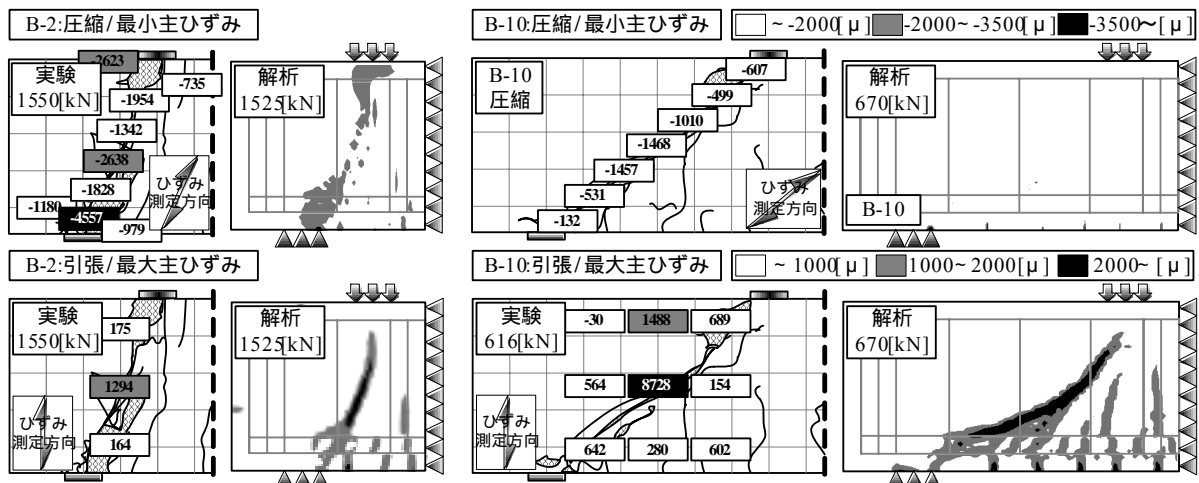 B-2:圧縮/最小主ひずみ
B-10:圧縮/最小主ひずみ
~ -2000[μ] -2000~ -3500[μ] -3500~[μ]
実験
1550[kN]
-2623
-735
-1954
-1342
-2638
-1828
-1180
-4557
-979
ひずみ
測定方向
解析
1525[kN]
B-10
圧縮
-607
-499
-1010
-1468
-1457
-531
-132
ひずみ
測定方向
解析
670[kN]
B-10
B-2:引張/最大主ひずみ
B-10:引張/最大主ひずみ
~ 1000[μ] 1000~ 2000[μ] 2000~ [μ]
実験
1550[kN]
175
1294
164
ひずみ
測定方向
解析
1525[kN]
実験
616[kN]
-30 1488 689
564 8728 154
642 280 602
ひずみ
測定方向
解析
670[kN]